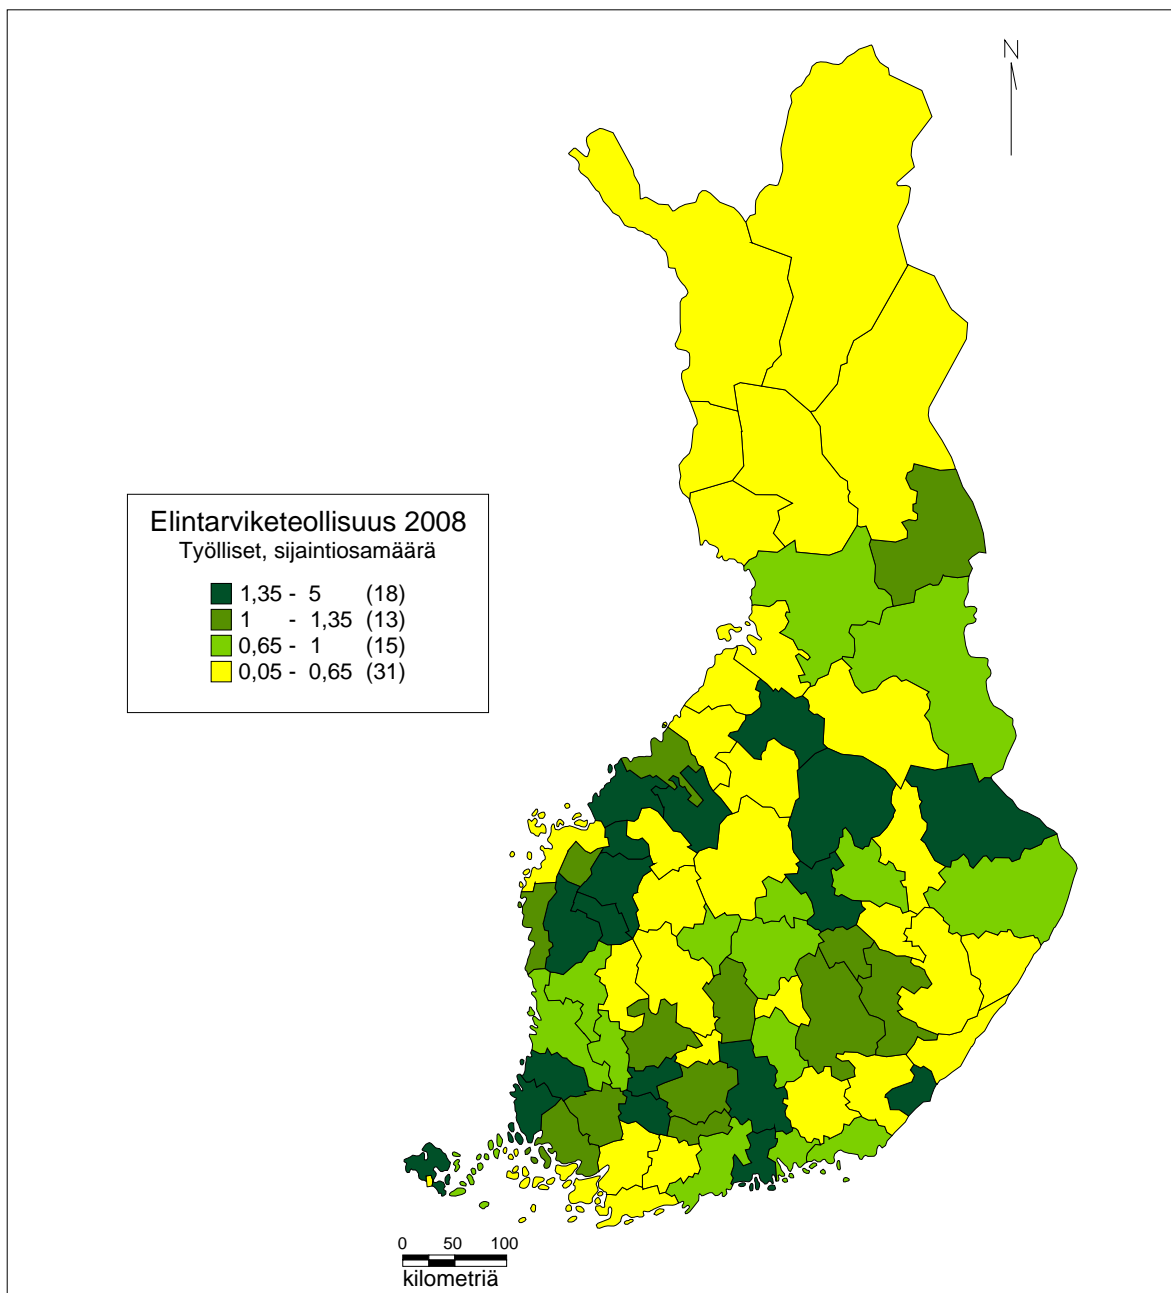 N
Elintarviketeollisuus 2008
Työlliset, sijaintiosamäärä
1,35 - 5 (18)
1 - 1,35 (13)
0,65 - 1 (15)
0,05 - 0,65 (31)
0 50 100
kilometriä